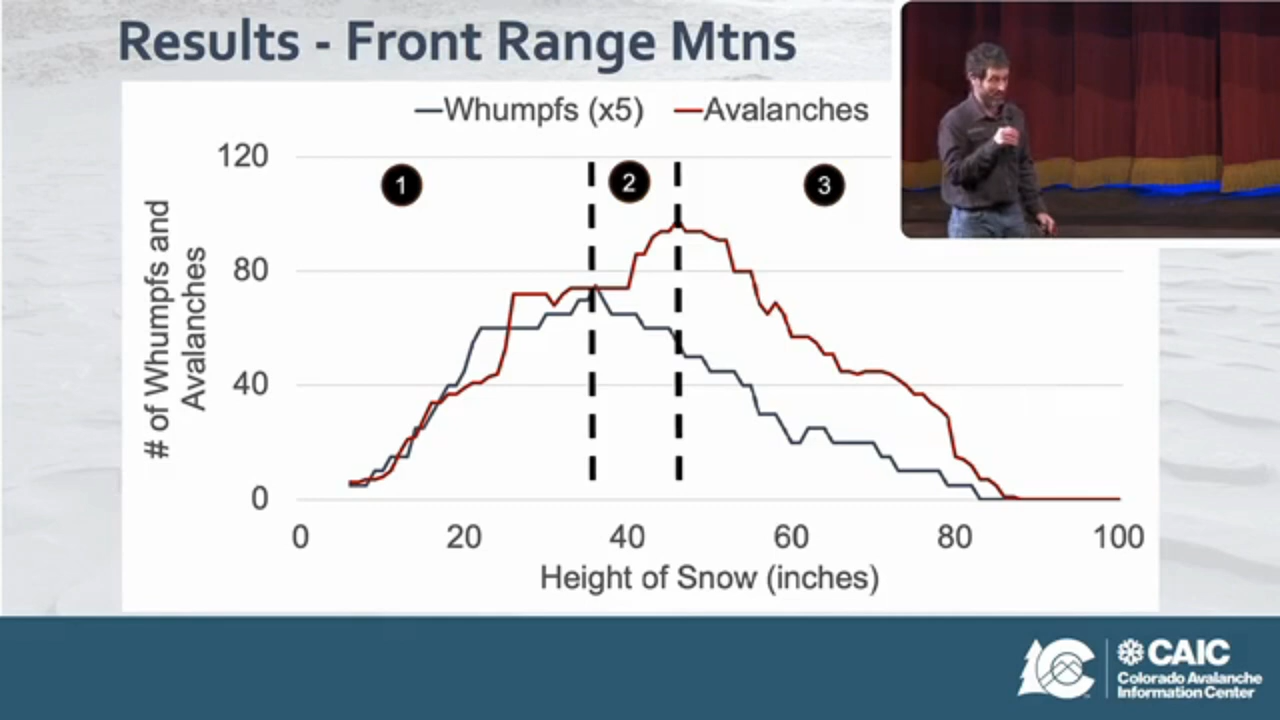 Results - Front Range Mtns
Whumpfs (x5)
Avalanches
# of Whumpfs and
Avalanches
120
80
40
0
1
2
3
0 20 40 60 80 100
Height of Snow (inches)
CAIC
Colorado Avalanche
Information Center